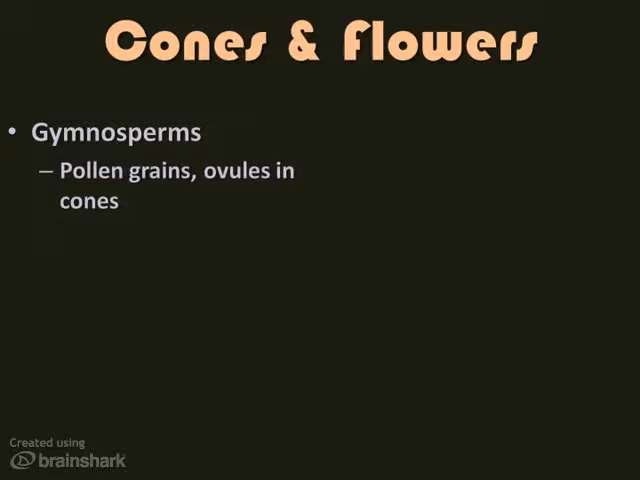 Cones & Flowers
• Gymnosperms
– Pollen grains, ovules in
cones
Created using
brainshark